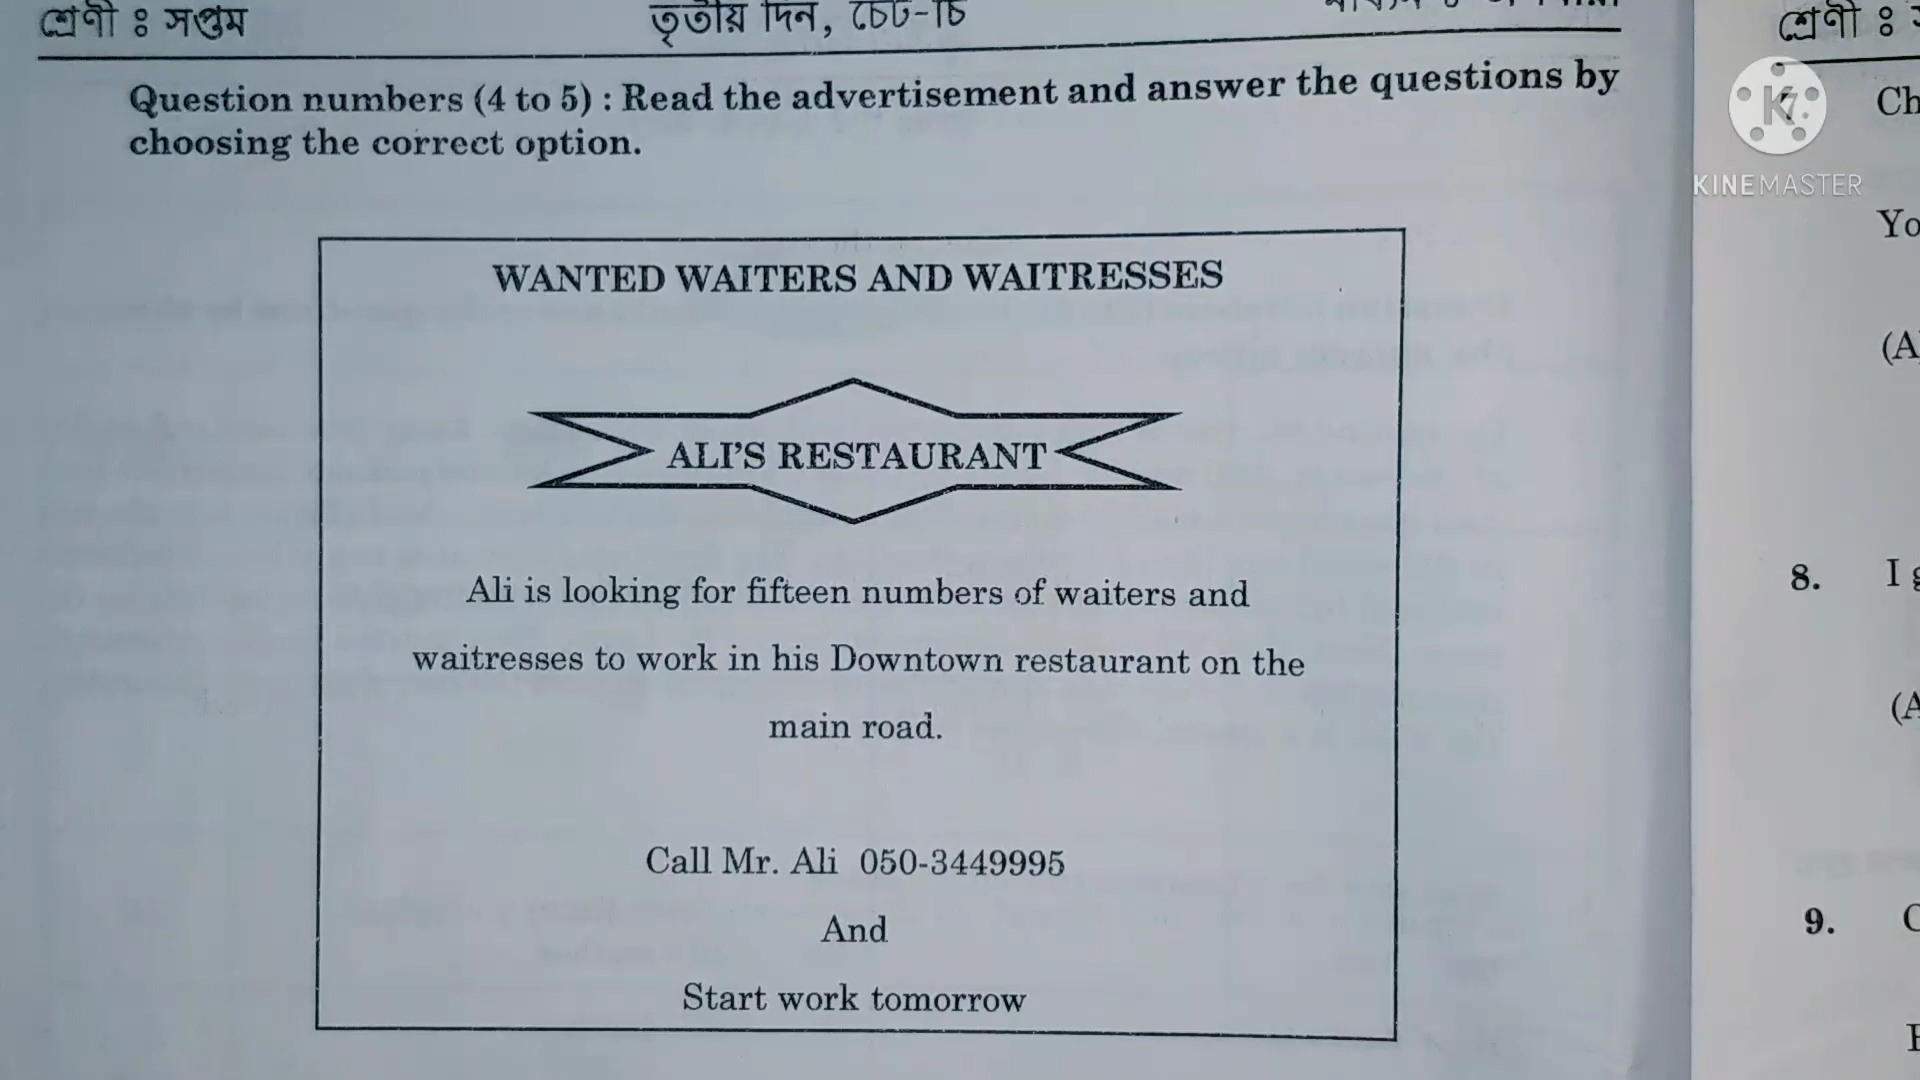 শ্রেণী ঃ সপ্তম
তৃতীয় দিন, চেট-চি
শ্রেণী ঃ
Question numbers (4 to 5) : Read the advertisement and answer the questions by
choosing the correct option.
WANTED WAITERS AND WAITRESSES
ALI'S RESTAURANT
Ali is looking for fifteen numbers of waiters and
waitresses to work in his Downtown restaurant on the
main road.
Call Mr. Ali 050-3449995
And
Start work tomorrow
KINEMASTER
Ch
Yo
(A
8. I g
(A
9.